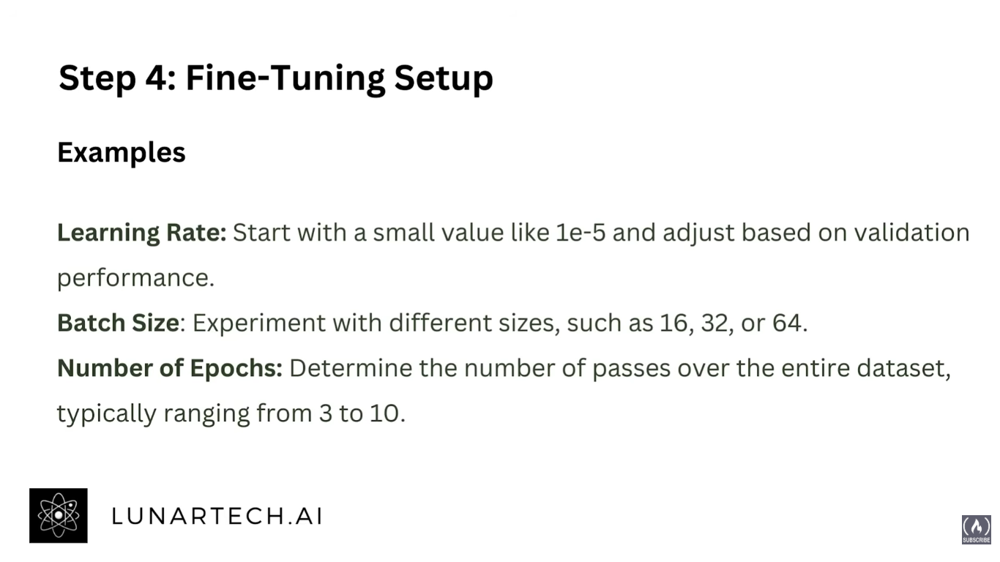 Step 4: Fine-Tuning Setup
Examples
Learning Rate: Start with a small value like 1e-5 and adjust based on validation
performance.
Batch Size: Experiment with different sizes, such as 16, 32, or 64.
Number of Epochs: Determine the number of passes over the entire dataset,
typically ranging from 3 to 10.
LUNARTECH.AI
SUBSCRIBE